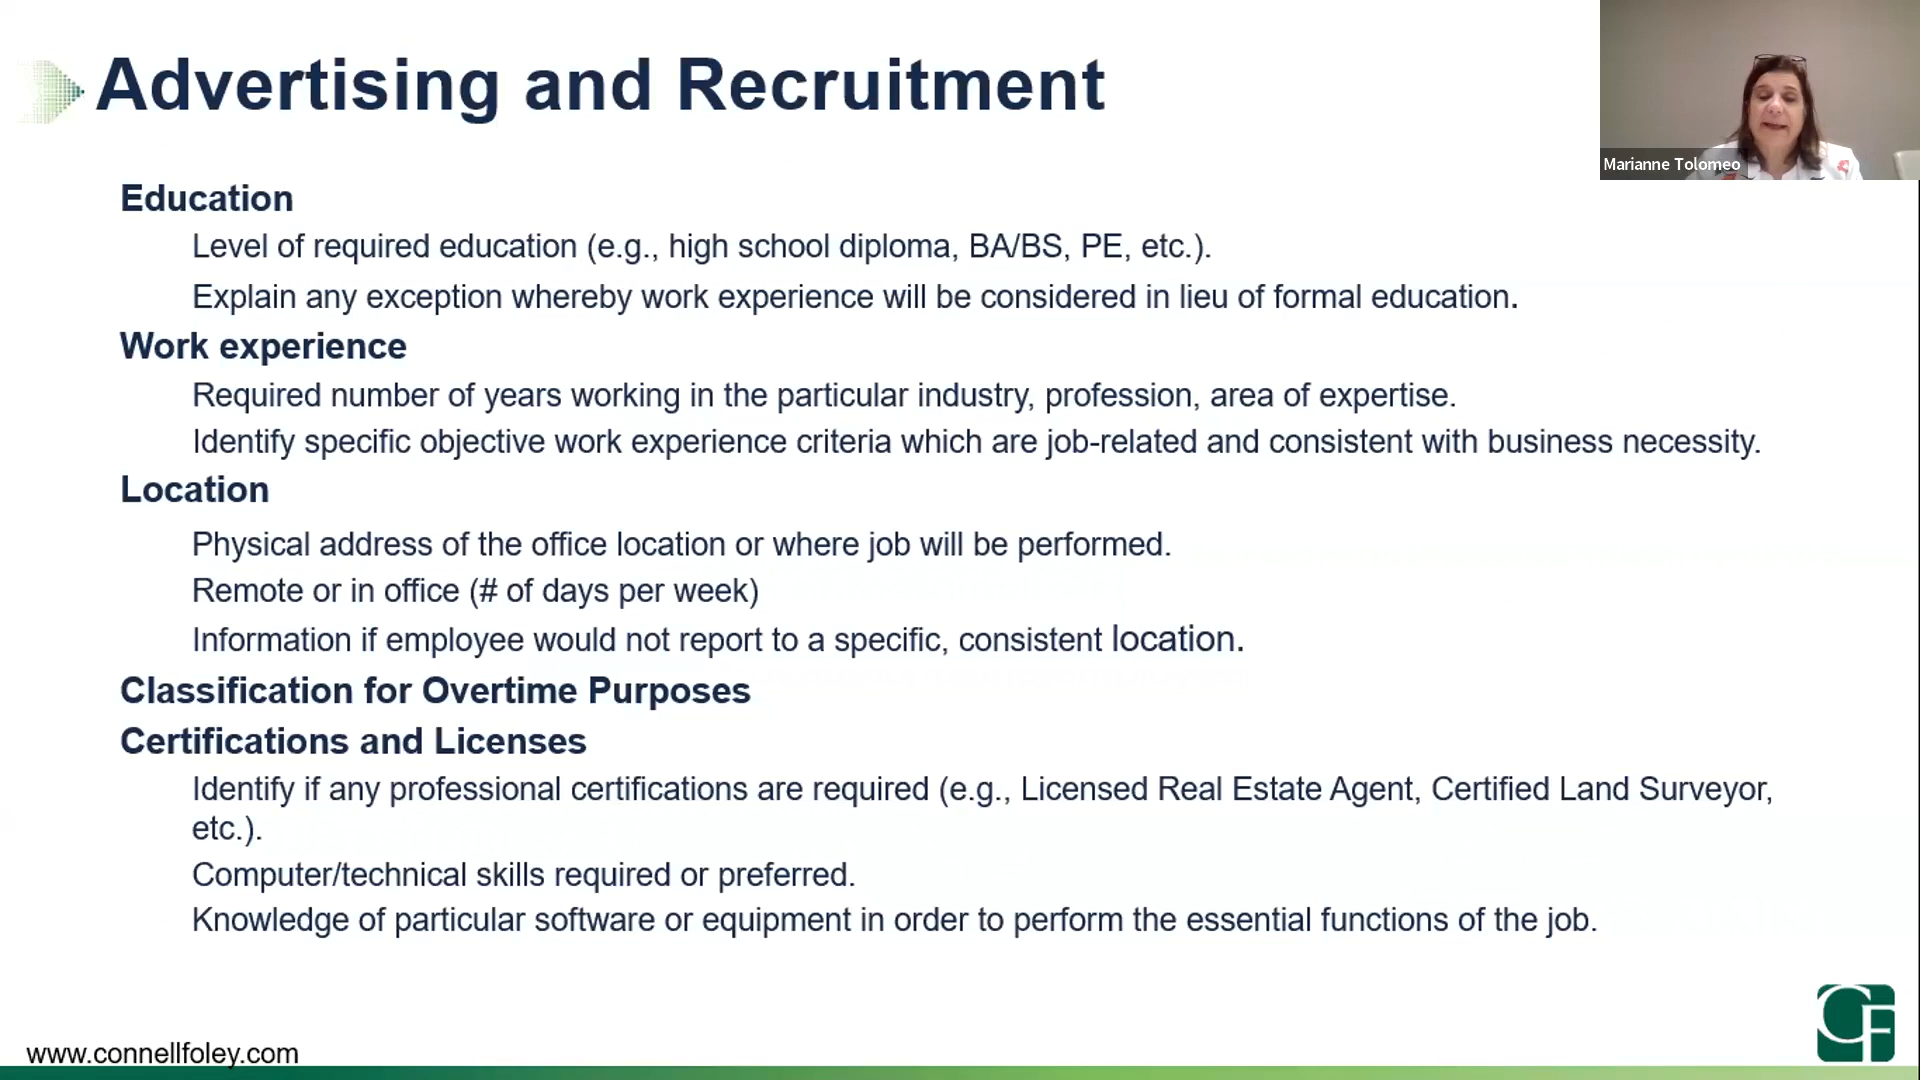 Advertising and Recruitment
Marianne Tolomeo
Education
Level of required education (e.g., high school diploma, BA/BS, PE, etc.).
Explain any exception whereby work experience will be considered in lieu of formal education.
Work experience
Required number of years working in the particular industry, profession, area of expertise.
Identify specific objective work experience criteria which are job-related and consistent with business necessity.
Location
Physical address of the office location or where job will be performed.
Remote or in office (# of days per week)
Information if employee would not report to a specific, consistent location.
Classification for Overtime Purposes
Certifications and Licenses
Identify if any professional certifications are required (e.g., Licensed Real Estate Agent, Certified Land Surveyor,
etc.).
Computer/technical skills required or preferred.
Knowledge of particular software or equipment in order to perform the essential functions of the job.
CF
www.connellfoley.com